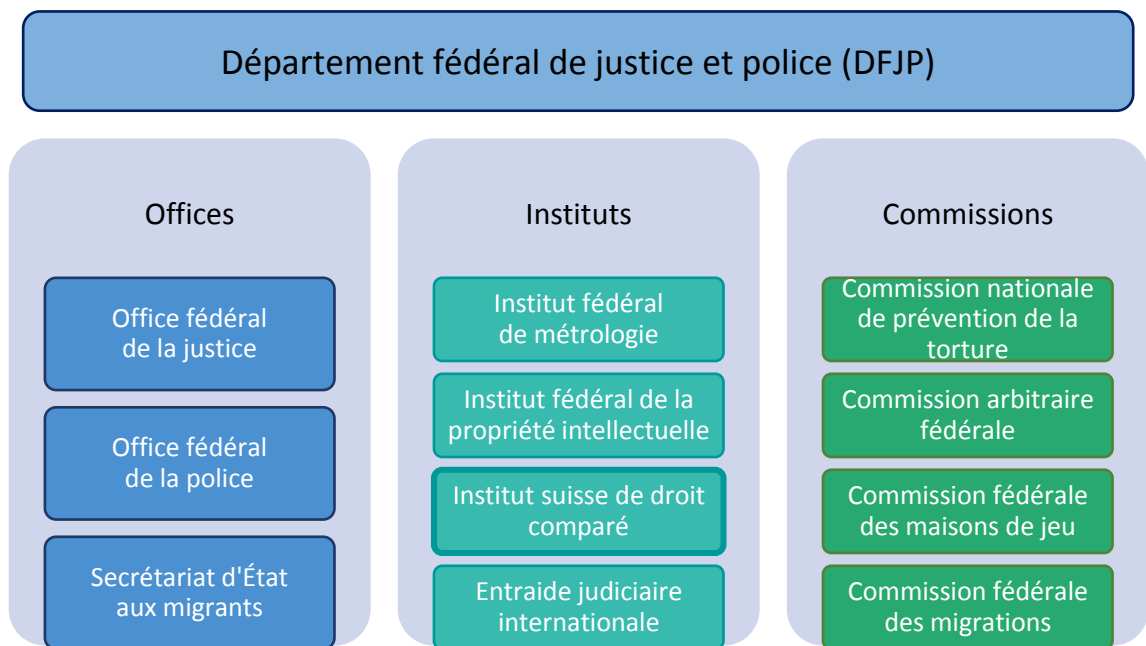 Département fédéral de justice et police (DFJP)
Offices
Office fédéral
de la justice
Office fédéral
de la police
Secrétariat d'État
aux migrants
Instituts
Institut fédéral
de métrologie
Institut fédéral de la
propriété intellectuelle
Institut suisse de droit
comparé
Entraide judiciaire
internationale
Commissions
Commission nationale
de prévention de la
torture
Commission arbitraire
fédérale
Commission fédérale
des maisons de jeu
Commission fédérale
des migrations